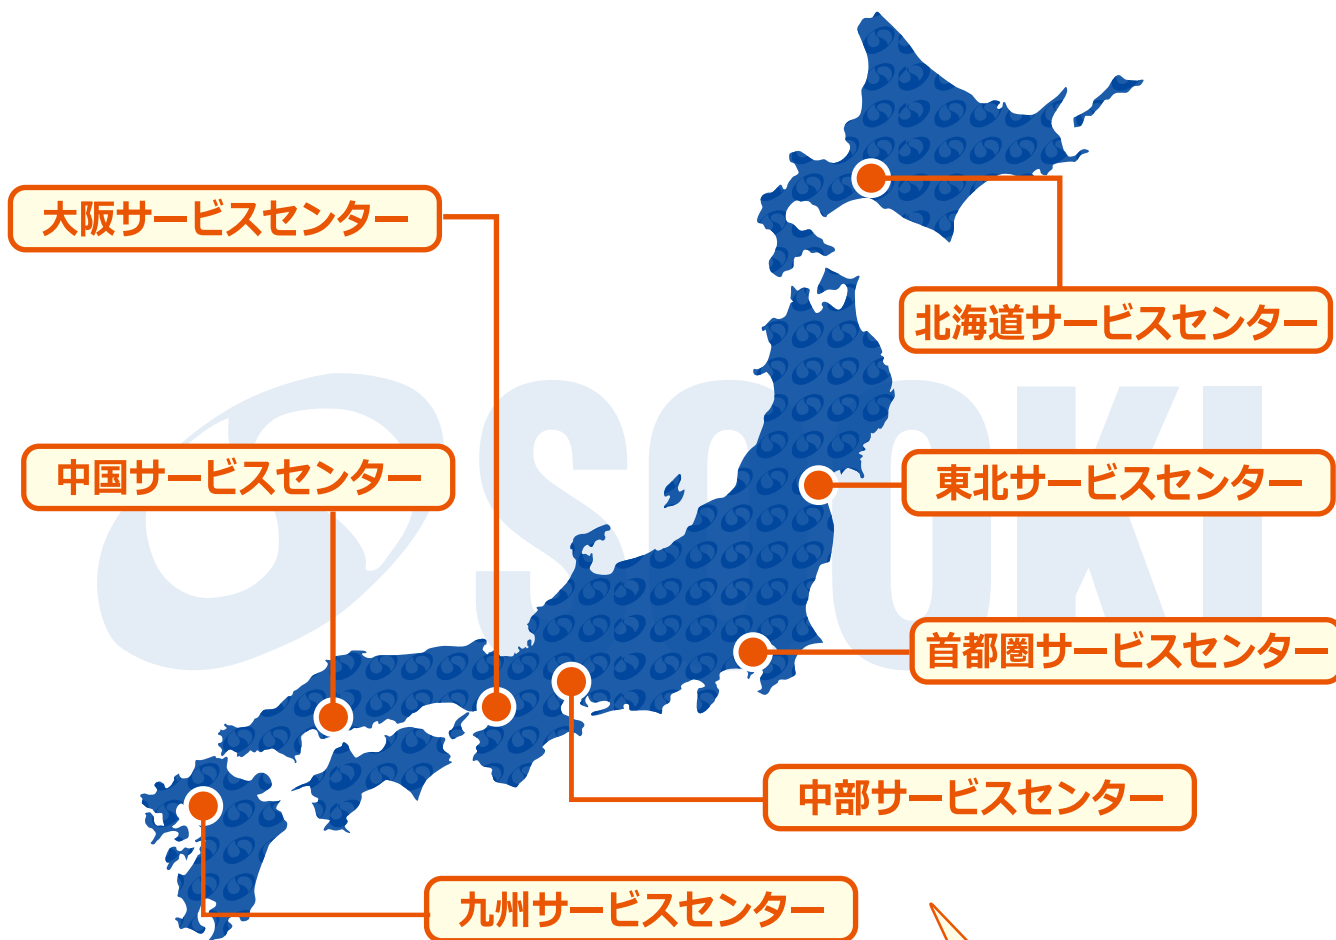 大阪サービスセンター
北海道サービスセンター
中国サービスセンター
東北サービスセンター
首都圏サービスセンター
中部サービスセンター
九州サービスセンター
SOOKI